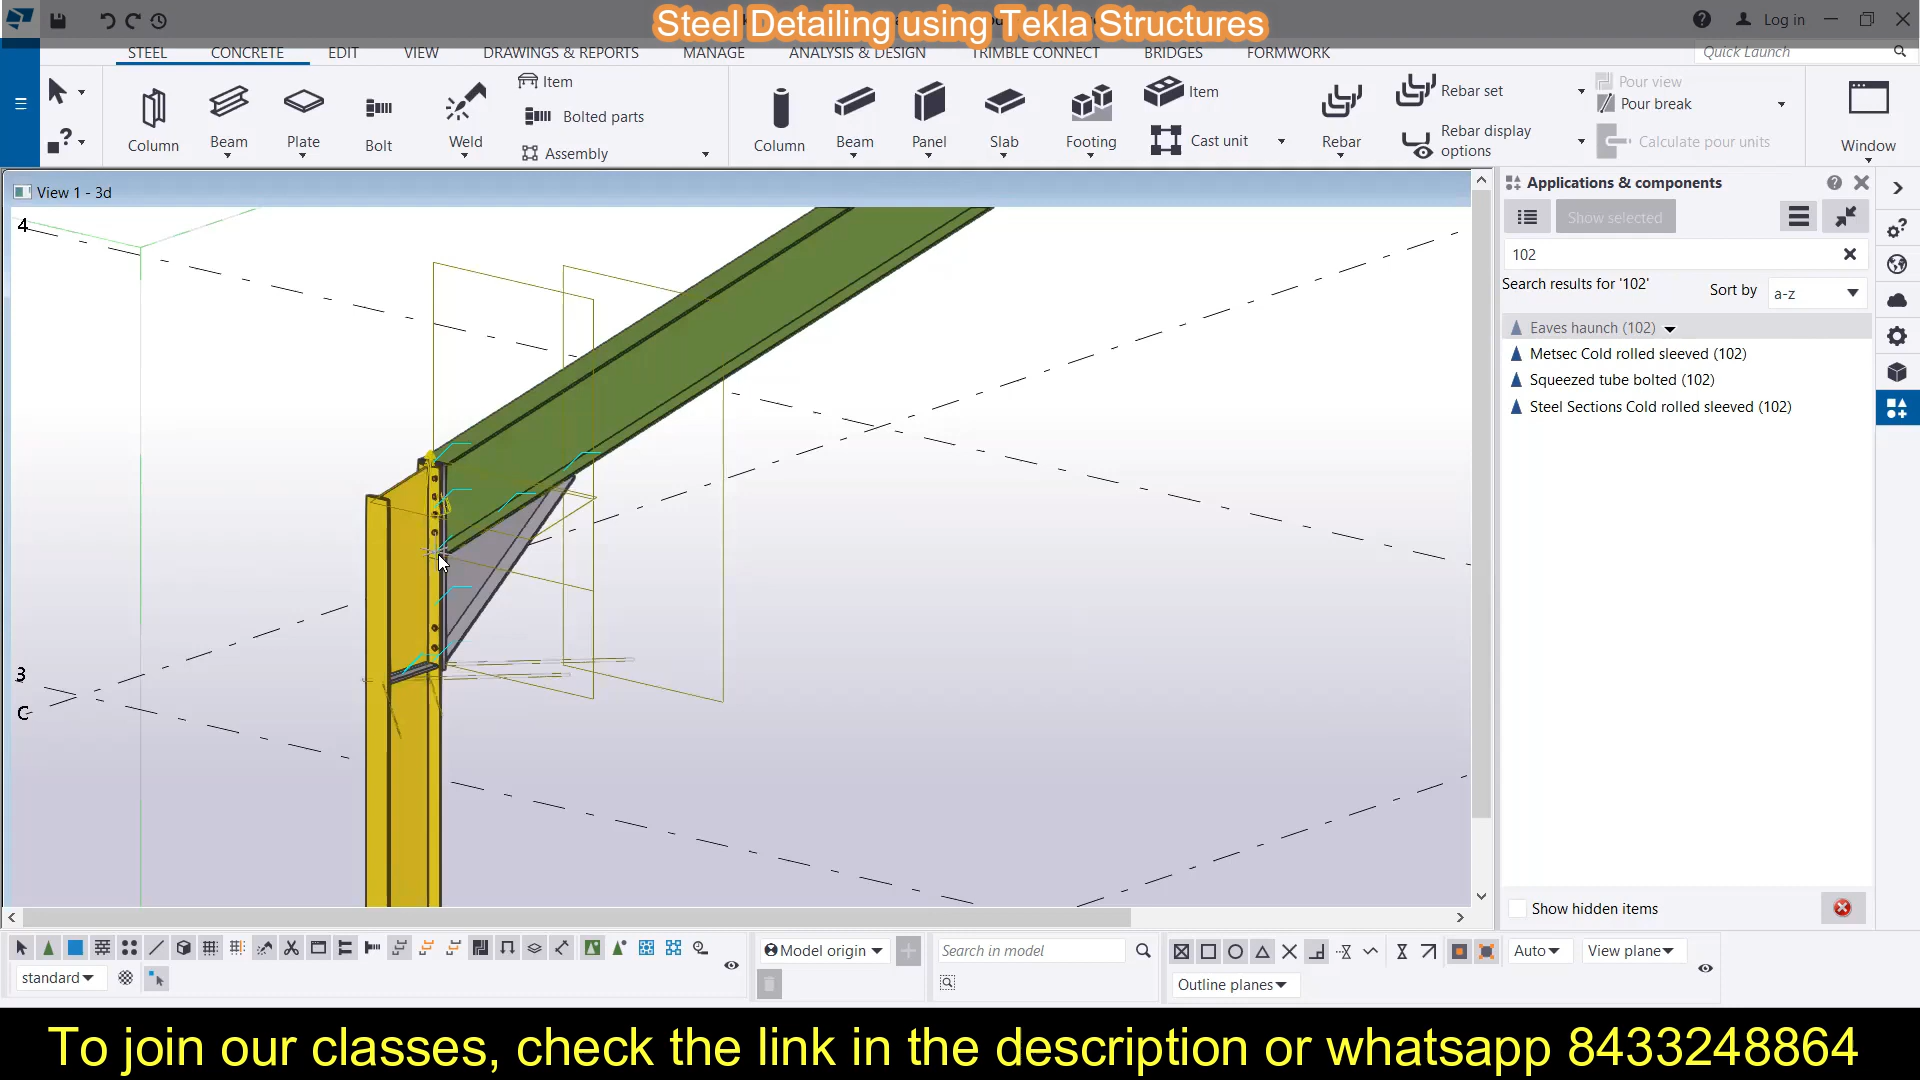 Steel Detailing using Tekla Structures
Log in
STEEL CONCRETE EDIT VIEW DRAWINGS & REPORTS MANAGE ANALYSIS & DESIGN TRIMBLE CONNECT BRIDGES FORMWORK
Quick Launch
Column Beam Plate Bolt Weld
Item
Bolted parts
Assembly
Column Beam Panel Slab Footing
Item
Cast unit
Rebar
Rebar set
Rebar display
options
Pour view
Pour break
Calculate pour units
Window
View 1 - 3d
4
3
C
Applications & components
Show selected
102
Search results for '102'
Sort by
a-z
Eaves haunch (102)
Metsec Cold rolled sleeved (102)
Squeezed tube bolted (102)
Steel Sections Cold rolled sleeved (102)
Show hidden items
standard
Model origin
Search in model
Auto
View plane
Outline planes
To join our classes, check the link in the description or whatsapp 8433248864